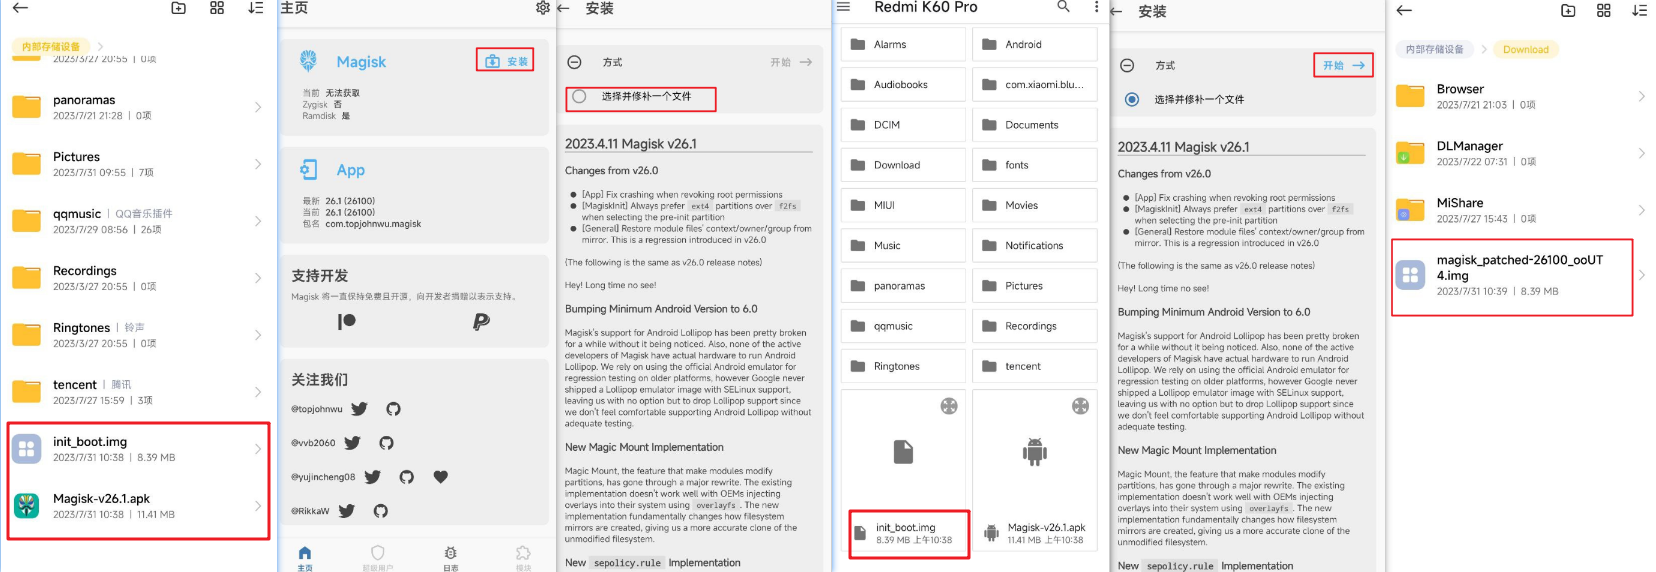 内部存储设备
2023/3/27 20:55 | 0项
panoramas
2023/7/21 21:28 | 0项
Pictures
2023/7/31 09:55 | 7项
qqmusic | QQ音乐插件
2023/7/29 08:56 | 26项
Recordings
2023/3/27 20:55 | 0项
Ringtones | 铃声
2023/3/27 20:55 | 0项
tencent | 腾讯
2023/7/27 15:59 | 3项
init_boot.img
2023/7/31 10:38 | 8.39 MB
Magisk-v26.1.apk
2023/7/31 10:38 | 11.41 MB
主页
Magisk
安装
当前 无法获取
Zygisk 否
Ramdisk 是
App
最新 26.1 (26100)
当前 26.1 (26100)
包名 com.topjohnwu.magisk
支持开发
Magisk 将一直保持免费且开源，向开发者捐赠以表示支持。
关注我们
@topjohnwu
@vvb2060
@yujincheng08
@RikkaW
主页
超级用户
日志
模块
安装
方式
开始
选择并修补一个文件
2023.4.11 Magisk v26.1
Changes from v26.0
[App] Fix crashing when revoking root permissions
[MagiskInit] Always prefer ext4 partitions over f2fs
when selecting the pre-init partition
[General] Restore module files' context/owner/group from
mirror. This is a regression introduced in v26.0
(The following is the same as v26.0 release notes)
Hey! Long time no see!
Bumping Minimum Android Version to 6.0
Magisk's support for Android Lollipop has been pretty broken
for a while without it being noticed. Also, none of the active
developers of Magisk have actual hardware to run Android
Lollipop. We rely on using the official Android emulator for
regression testing on older platforms, however Google never
shipped a Lollipop emulator image with SELinux support,
leaving us with no option but to drop Lollipop support since
we don't feel comfortable supporting Android Lollipop without
adequate testing.
New Magic Mount Implementation
Magic Mount, the feature that make modules modify
partitions, has gone through a major rewrite. The existing
implementation doesn't work well with OEMs injecting
overlays into their system using overlayfs. The new
implementation fundamentally changes how filesystem
mirrors are created, giving us a more accurate clone of the
unmodified filesystem.
New sepolicy.rule Implementation
Redmi K60 Pro
Alarms
Android
Audiobooks
com.xiaomi.blu...
DCIM
Documents
Download
fonts
MIUI
Movies
Music
Notifications
panoramas
Pictures
qqmusic
Recordings
Ringtones
tencent
init_boot.img
8.39 MB 上午10:38
Magisk-v26.1.apk
11.41 MB 上午10:38
安装
方式
开始
选择并修补一个文件
2023.4.11 Magisk v26.1
Changes from v26.0
[App] Fix crashing when revoking root permissions
[MagiskInit] Always prefer ext4 partitions over f2fs
when selecting the pre-init partition
[General] Restore module files' context/owner/group from
mirror. This is a regression introduced in v26.0
(The following is the same as v26.0 release notes)
Hey! Long time no see!
Bumping Minimum Android Version to 6.0
Magisk's support for Android Lollipop has been pretty broken
for a while without it being noticed. Also, none of the active
developers of Magisk have actual hardware to run Android
Lollipop. We rely on using the official Android emulator for
regression testing on older platforms, however Google never
shipped a Lollipop emulator image with SELinux support,
leaving us with no option but to drop Lollipop support since
we don't feel comfortable supporting Android Lollipop without
adequate testing.
New Magic Mount Implementation
Magic Mount, the feature that make modules modify
partitions, has gone through a major rewrite. The existing
implementation doesn't work well with OEMs injecting
overlays into their system using overlayfs. The new
implementation fundamentally changes how filesystem
mirrors are created, giving us a more accurate clone of the
unmodified filesystem.
New sepolicy.rule Implementation
内部存储设备
Download
Browser
2023/7/21 21:03 | 0项
DLManager
2023/7/22 07:31 | 0项
MiShare
2023/7/27 15:43 | 0项
magisk_patched-26100_ooUT
4.img
2023/7/31 10:39 | 8.39 MB